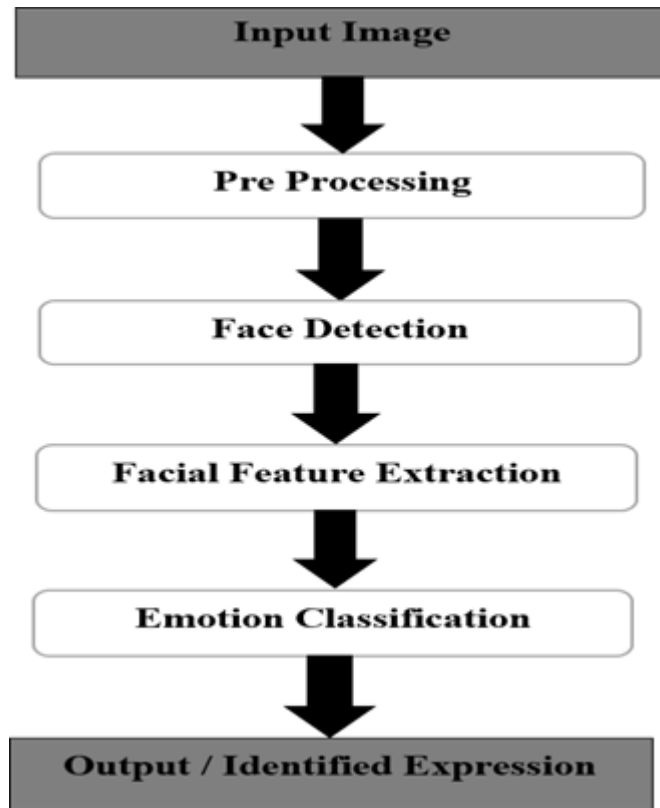 Input Image
Pre Processing
Face Detection
Facial Feature Extraction
Emotion Classification
Output / Identified Expression